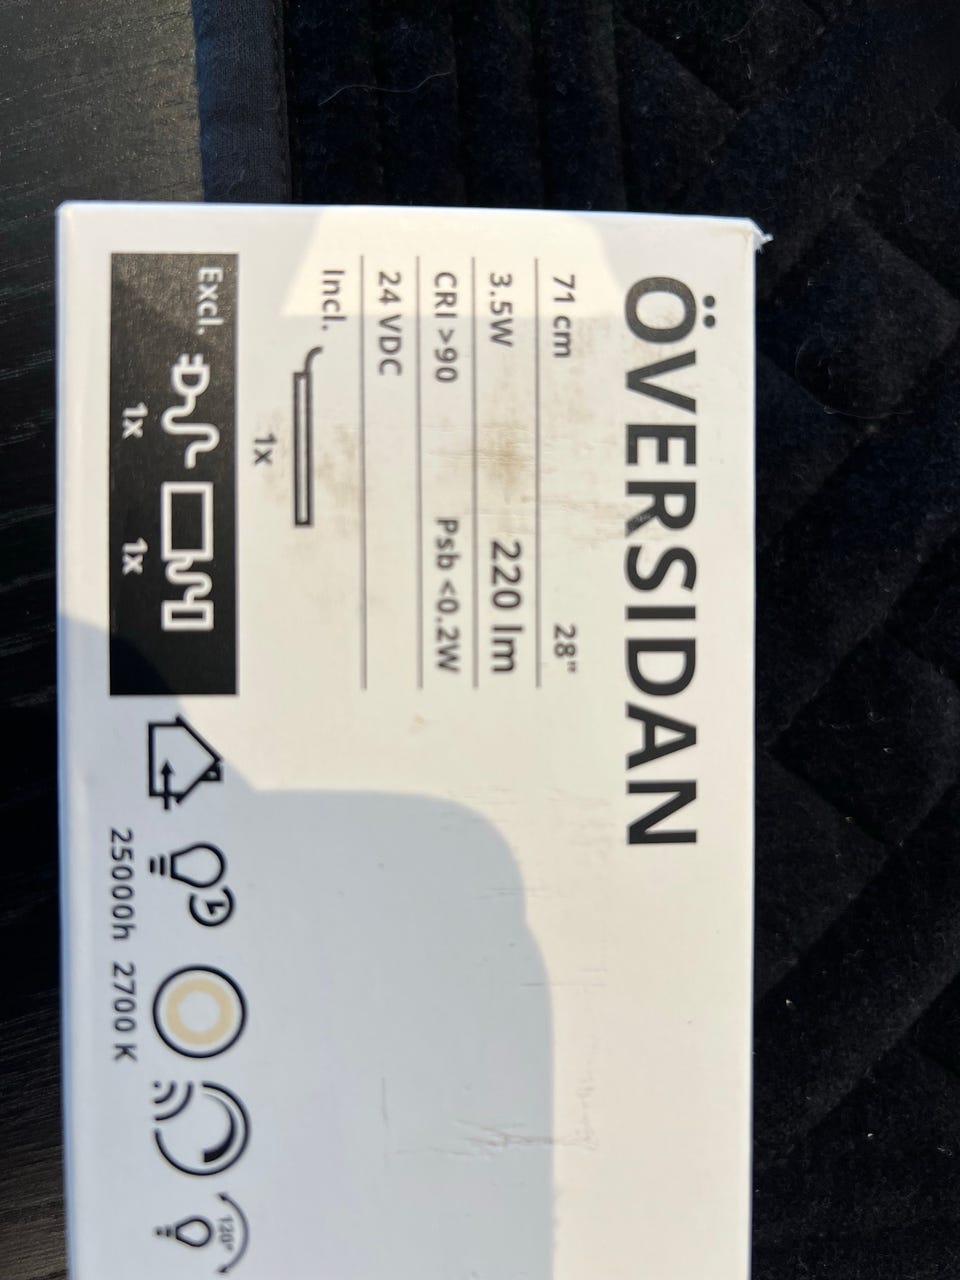 ÖVERSIDAN
71 cm 28"
3.5W 220 lm
CRI >90 Psb <0.2W
24 VDC
Incl.
1x
Excl.
1x 1x
25000h 2700 K
120°